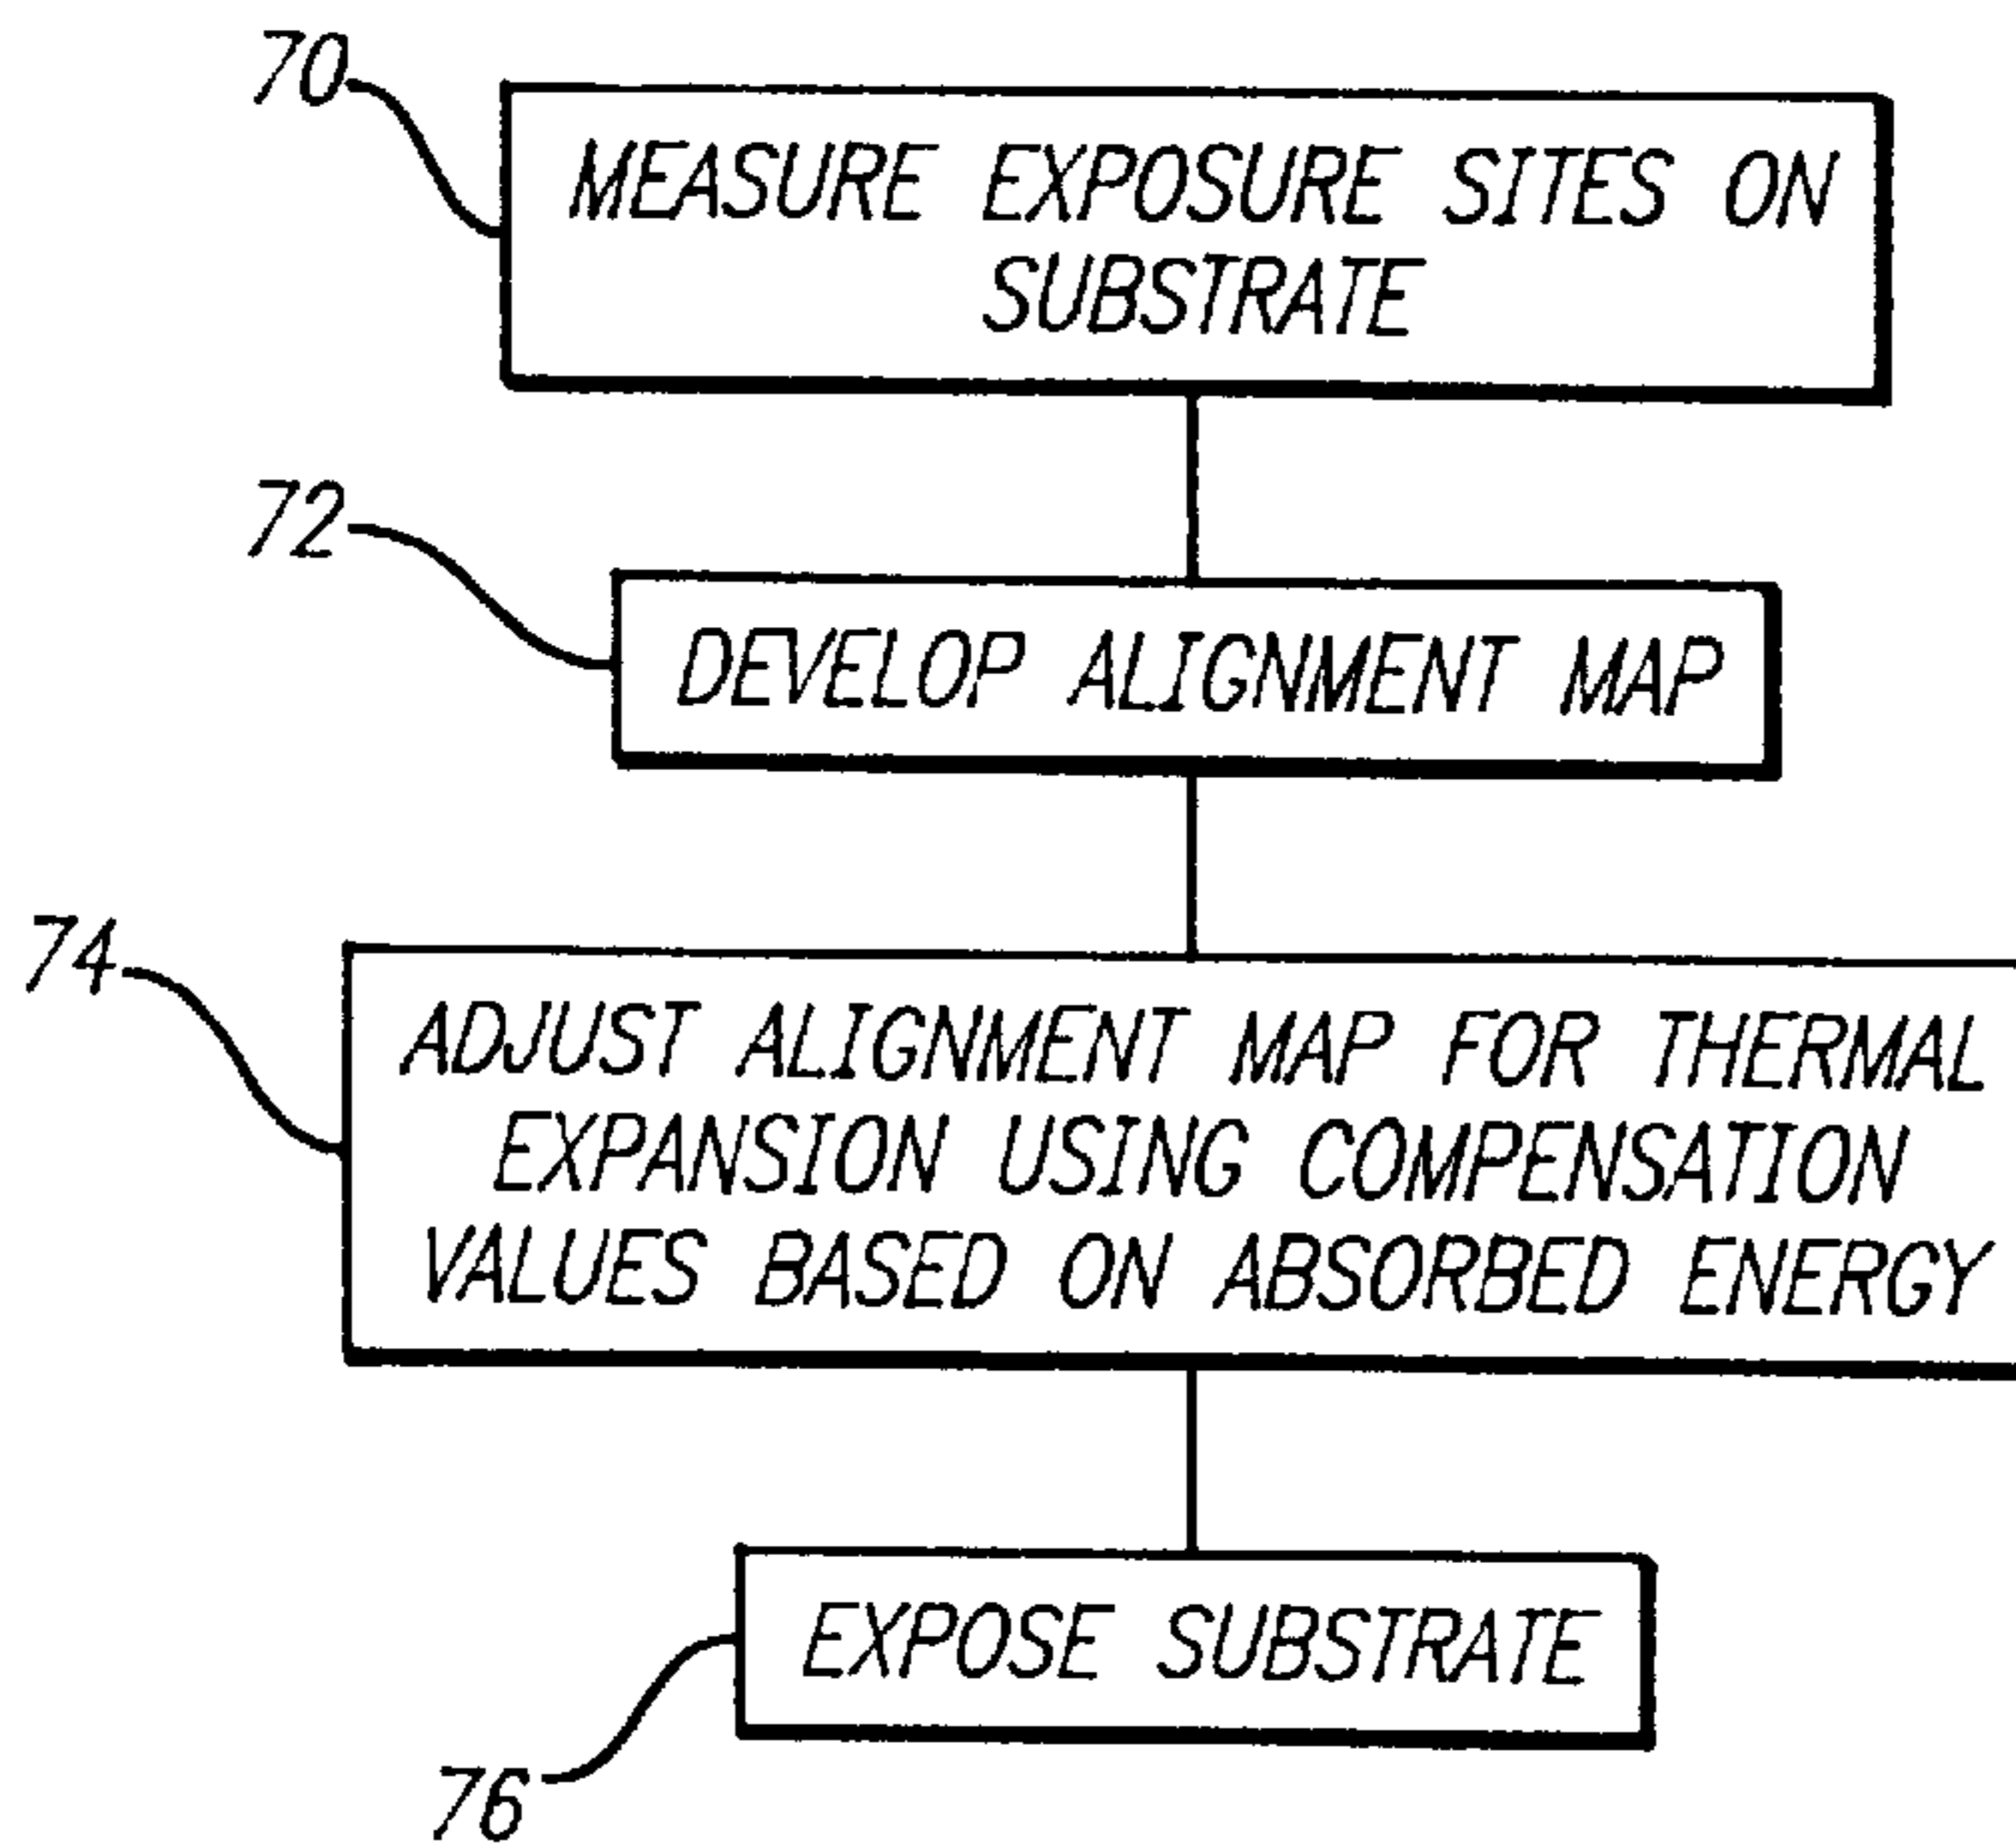 70
MEASURE EXPOSURE SITES ON
SUBSTRATE
72
DEVELOP ALIGNMENT MAP
74
ADJUST ALIGNMENT MAP FOR THERMAL
EXPANSION USING COMPENSATION
VALUES BASED ON ABSORBED ENERGY
EXPOSE SUBSTRATE
76